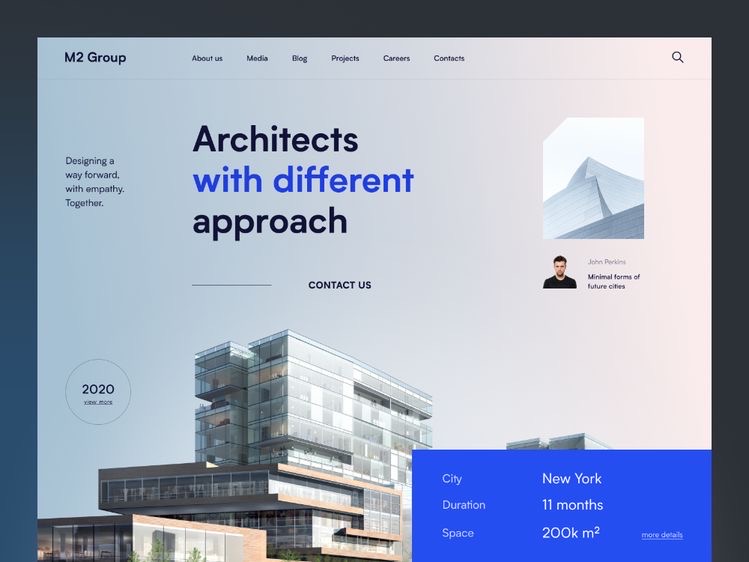 M2 Group
About us
Media
Blog
Projects
Careers
Contacts
Designing a
way forward,
with empathy.
Together.
Architects
with different
approach
CONTACT US
John Perkins
Minimal forms of
future cities
2020
view more
City New York
Duration 11 months
Space 200k m²
more details